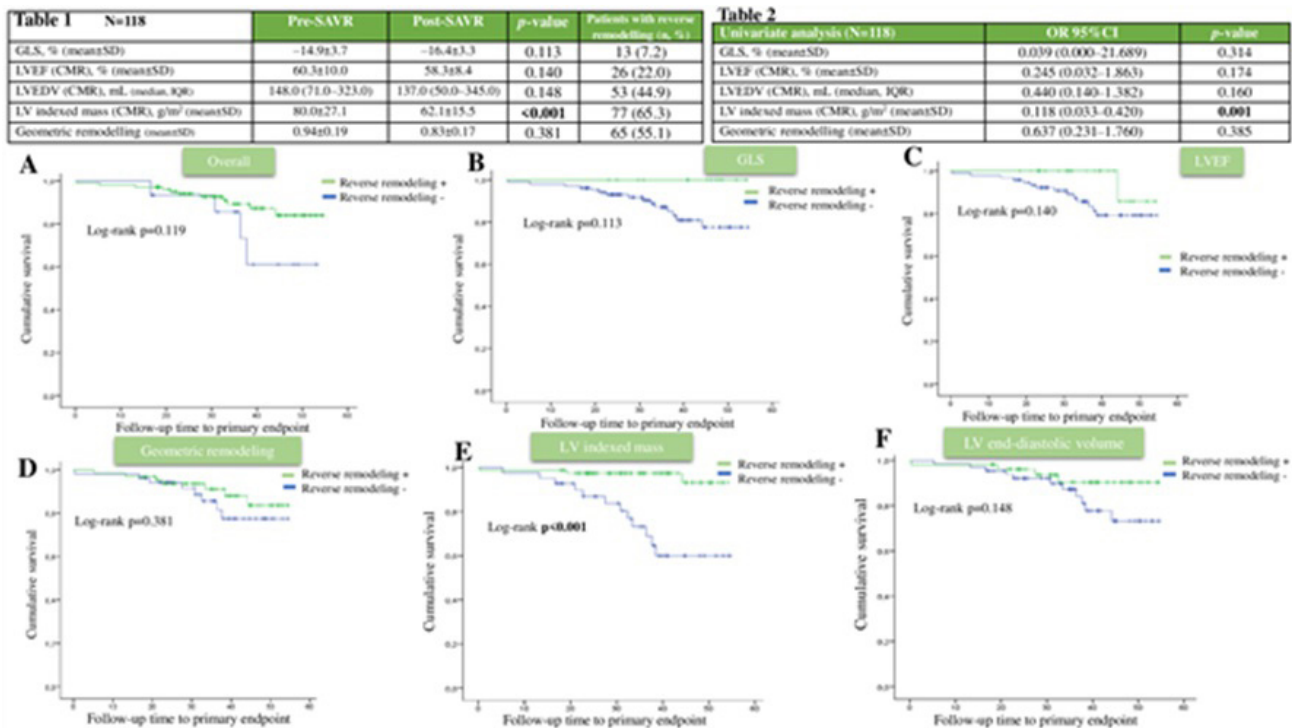 Table 1 N=118 Pre-SAVR Post-SAVR p-value Patients with reverse remodelling (n, %)
GLS, % (mean±SD) –14.9±3.7 –16.4±3.3 0.113 13 (7.2)
LVEF (CMR), % (mean±SD) 60.3±10.0 58.3±8.4 0.140 26 (22.0)
LVEDV (CMR), mL (median, IQR) 148.0 (71.0–323.0) 137.0 (50.0–345.0) 0.148 53 (44.9)
LV indexed mass (CMR), g/m² (mean±SD) 80.0±27.1 62.1±15.5 <0.001 77 (65.3)
Geometric remodelling (mean±SD) 0.94±0.19 0.83±0.17 0.381 65 (55.1)
Table 2
Univariate analysis (N=118) OR 95%CI p-value
GLS, % (mean±SD) 0.039 (0.000–21.689) 0.314
LVEF (CMR), % (mean±SD) 0.245 (0.032–1.863) 0.174
LVEDV (CMR), mL (median, IQR) 0.440 (0.140–1.382) 0.160
LV indexed mass (CMR), g/m² (mean±SD) 0.118 (0.033–0.420) 0.001
Geometric remodelling (mean±SD) 0.637 (0.231–1.760) 0.385
A
Overall
Reverse remodeling +
Reverse remodeling -
Log-rank p=0.119
Cumulative survival
Follow-up time to primary endpoint
B
GLS
Reverse remodeling +
Reverse remodeling -
Log-rank p=0.113
Cumulative survival
Follow-up time to primary endpoint
C
LVEF
Log-rank p=0.140
Reverse remodeling +
Reverse remodeling -
Cumulative survival
Follow-up time to primary endpoint
D
Geometric remodeling
Reverse remodeling +
Reverse remodeling -
Log-rank p=0.381
Cumulative survival
Follow-up time to primary endpoint
E
LV indexed mass
Reverse remodeling +
Reverse remodeling -
Log-rank p<0.001
Cumulative survival
Follow-up time to primary endpoint
F
LV end-diastolic volume
Reverse remodeling +
Reverse remodeling -
Log-rank p=0.148
Cumulative survival
Follow-up time to primary endpoint